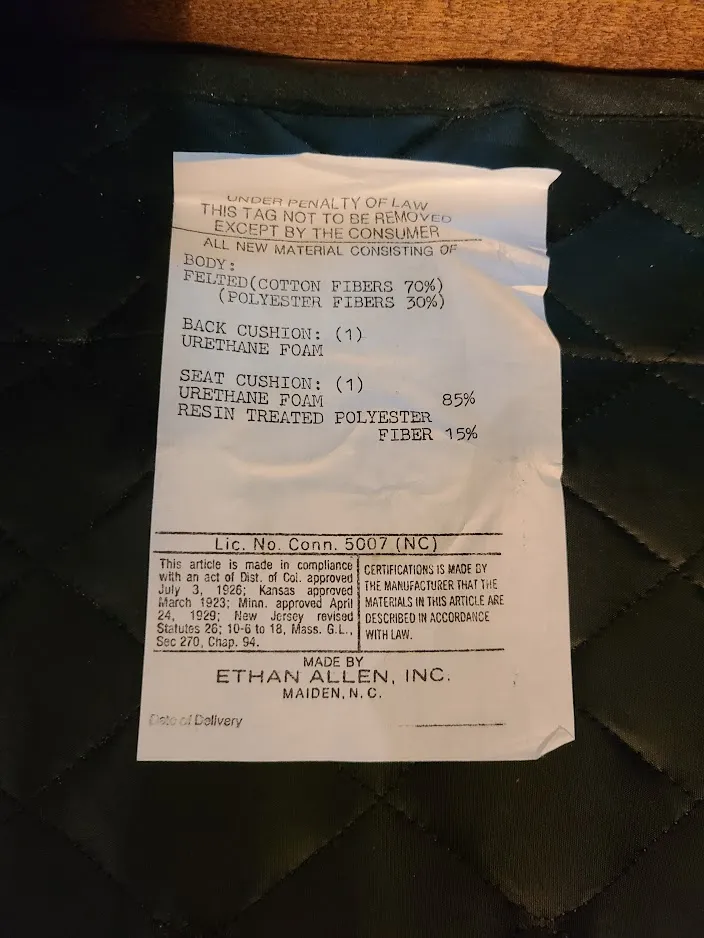 UNDER PENALTY OF LAW
THIS TAG NOT TO BE REMOVED
EXCEPT BY THE CONSUMER
ALL NEW MATERIAL CONSISTING OF
BODY:
FELTED(COTTON FIBERS 70%)
(POLYESTER FIBERS 30%)
BACK CUSHION: (1)
URETHANE FOAM
SEAT CUSHION: (1)
URETHANE FOAM 85%
RESIN TREATED POLYESTER
FIBER 15%
Lic. No. Conn. 5007 (NC)
This article is made in compliance
with an act of Dist. of Col. approved
July 3, 1926; Kansas approved
March 1923; Minn. approved April
24, 1929; New Jersey revised
Statutes 26; 10-6 to 18, Mass. G.L.,
Sec 270, Chap. 94.
CERTIFICATIONS IS MADE BY
THE MANUFACTURER THAT THE
MATERIALS IN THIS ARTICLE ARE
DESCRIBED IN ACCORDANCE
WITH LAW.
MADE BY
ETHAN ALLEN, INC.
MAIDEN, N.C.
Date of Delivery